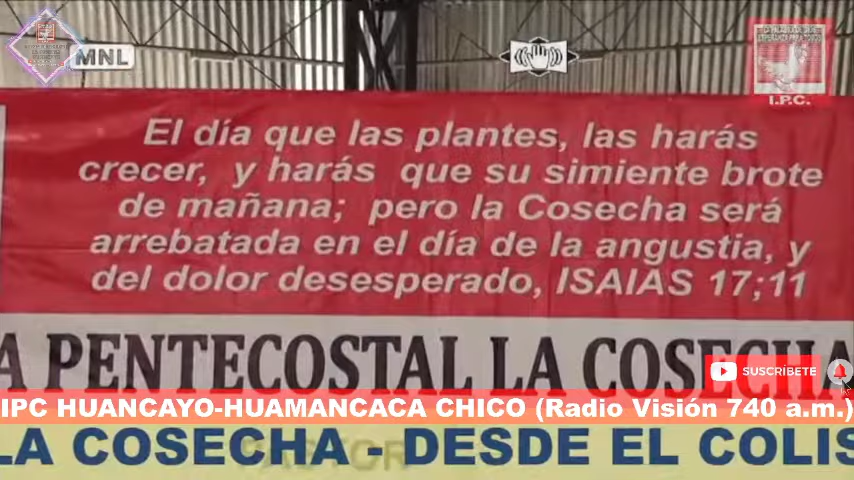 MNL
El día que las plantes, las harás
crecer, y harás que su simiente brote
de mañana; pero la Cosecha será
arrebatada en el día de la angustia, y
del dolor desesperado, ISAIAS 17;11
A PENTECOSTAL LA COSECHA
I.P.C.
SUSCRÍBETE
IPC HUANCAYO-HUAMANCACA CHICO (Radio Visión 740 a.m.)
LA COSECHA - DESDE EL COLIS
PASTOR